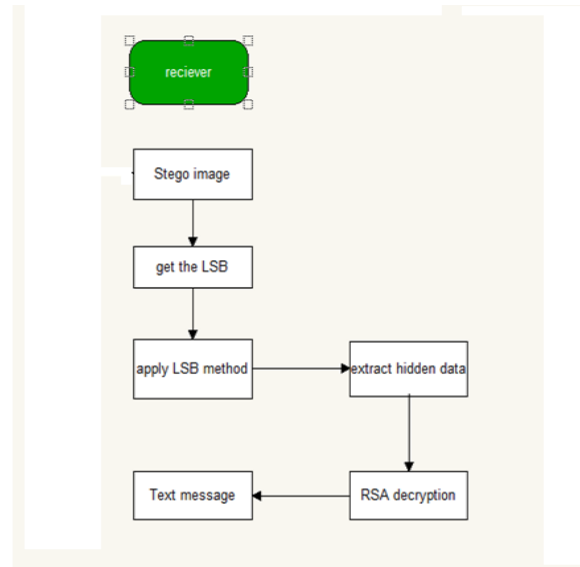 reciever
Stego image
get the LSB
apply LSB method
extract hidden data
Text message
RSA decryption